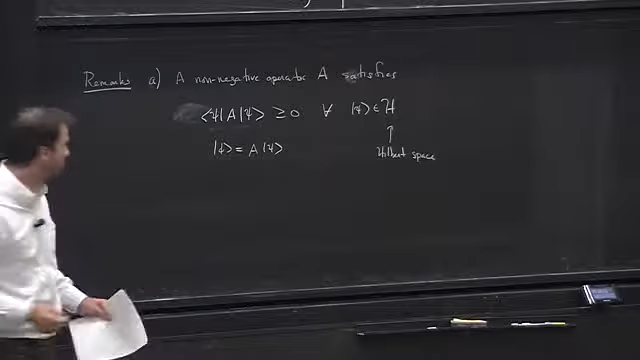 Remarks a) A non-negative operator A satisfies
⟨Ψ|A|Ψ⟩ ≥ 0 ∀ |Ψ⟩ ∈ ℋ
|ϕ⟩ = A|Ψ⟩
Hilbert space